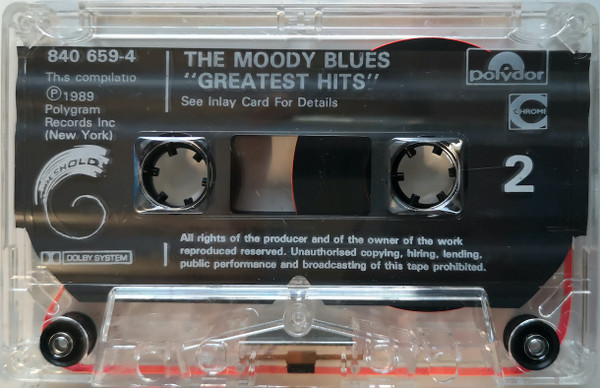 840 659-4
This compilatio
Ⓟ1989
Polygram
Records Inc
(New York)
THRESHOLD
DOLBY SYSTEM
THE MOODY BLUES
"GREATEST HITS"
See Inlay Card For Details
polydor
CHROME
2
All rights of the producer and of the owner of the work
reproduced reserved. Unauthorised copying, hiring, lending,
public performance and broadcasting of this tape prohibited.